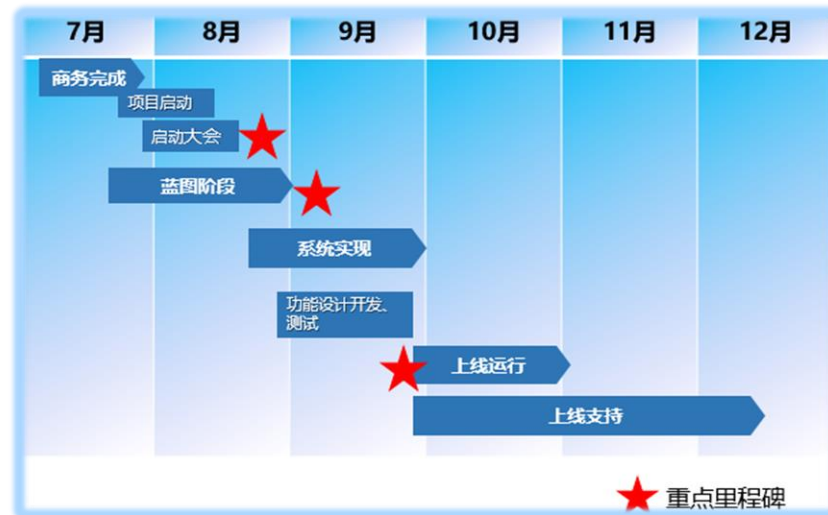 7月 8月 9月 10月 11月 12月
商务完成
项目启动
启动大会
蓝图阶段
系统实现
功能设计开发、
测试
上线运行
上线支持
重点里程碑